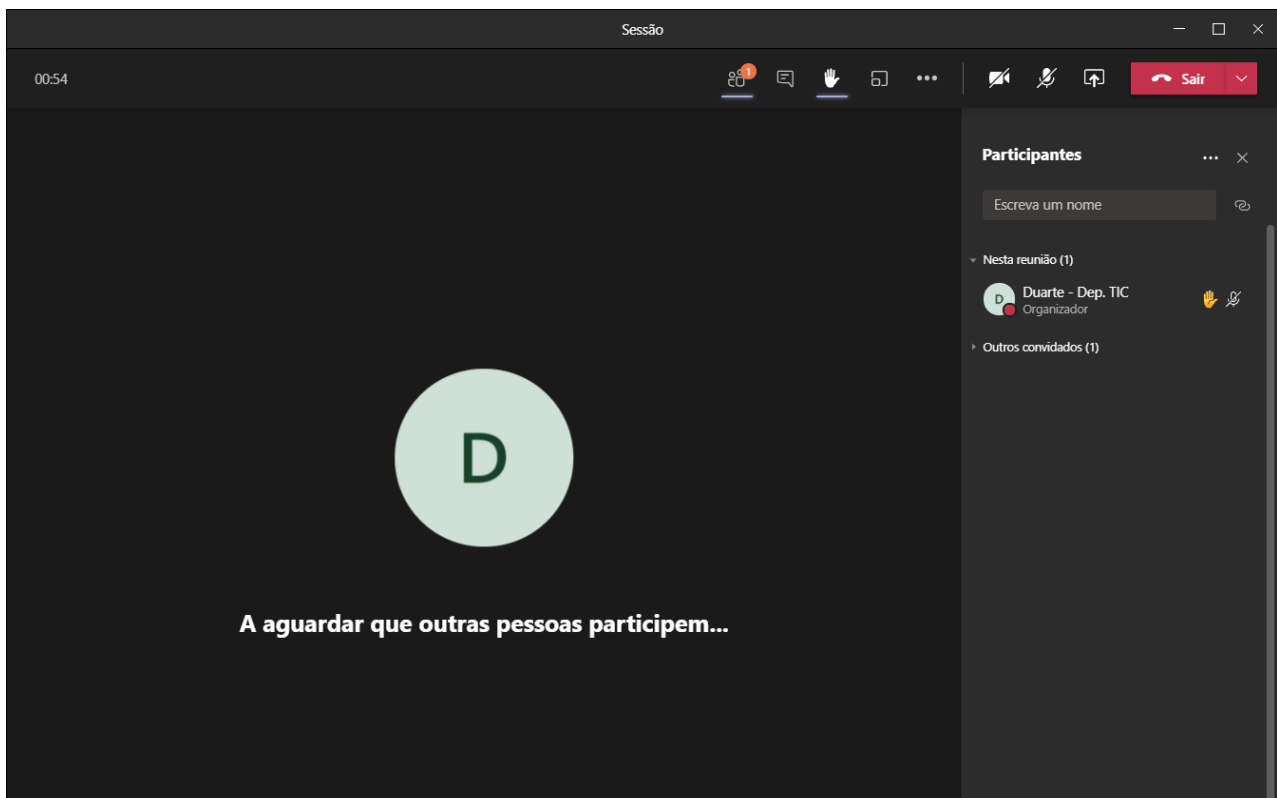 Sessão
00:54
1
Sair
Participantes
Escreva um nome
Nesta reunião (1)
D
Duarte - Dep. TIC
Organizador
Outros convidados (1)
D
A aguardar que outras pessoas participem...